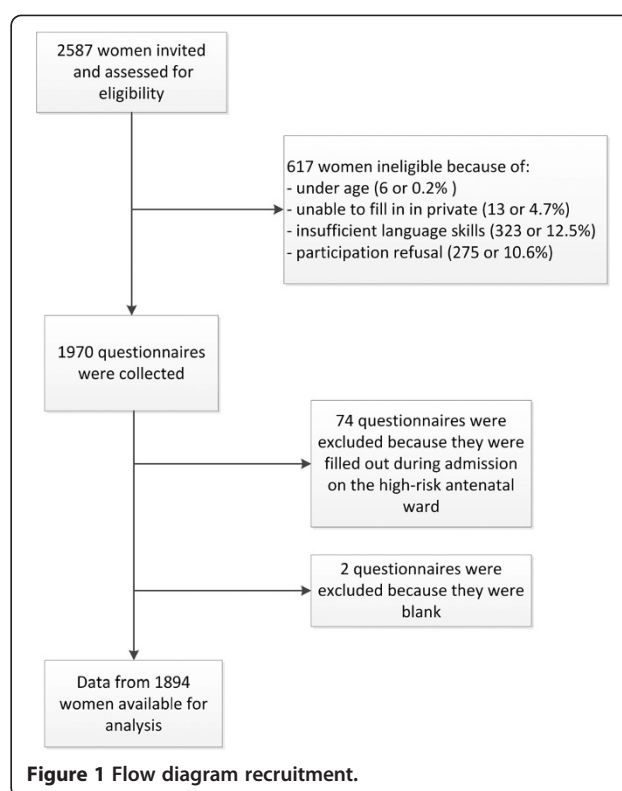 2587 women invited
and assessed for
eligibility
617 women ineligible because of:
- under age (6 or 0.2% )
- unable to fill in in private (13 or 4.7%)
- insufficient language skills (323 or 12.5%)
- participation refusal (275 or 10.6%)
1970 questionnaires
were collected
74 questionnaires were
excluded because they were
filled out during admission
on the high-risk antenatal
ward
2 questionnaires were
excluded because they were
blank
Data from 1894
women available for
analysis
Figure 1 Flow diagram recruitment.